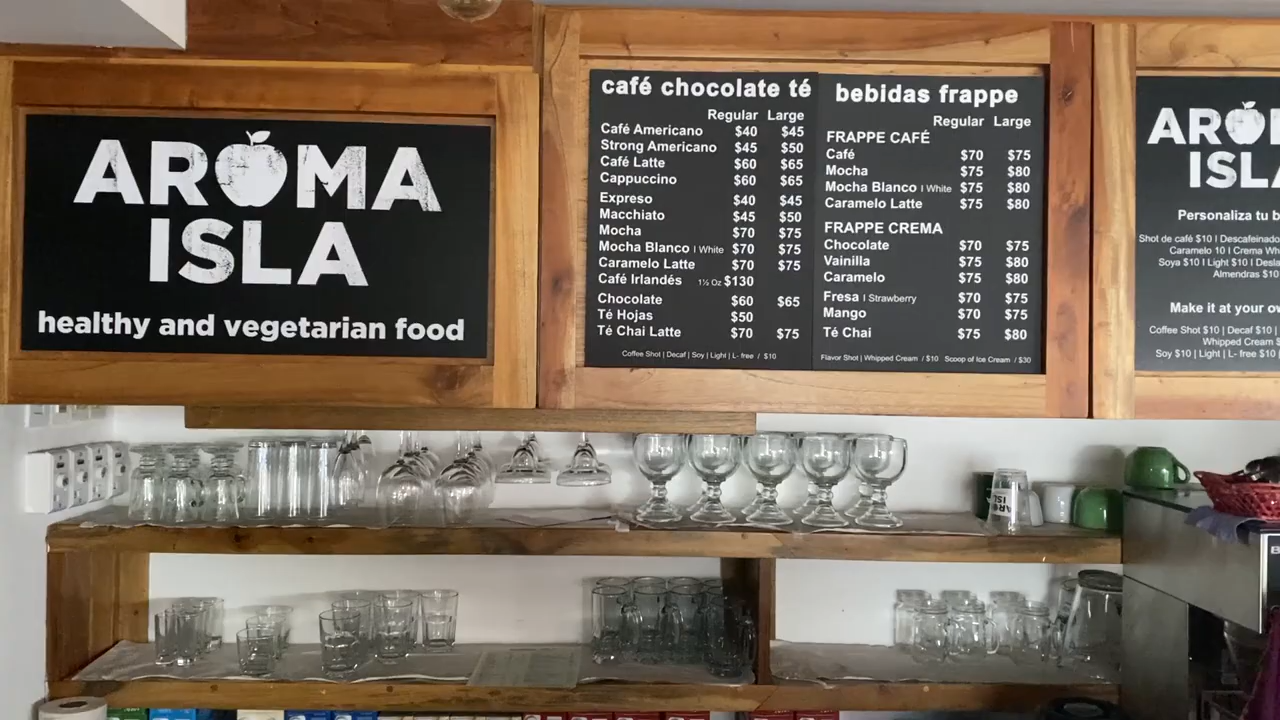 AROMA
ISLA
healthy and vegetarian food
café chocolate té
Regular Large
Café Americano $40 $45
Strong Americano $45 $50
Café Latte $60 $65
Cappuccino $60 $65
Expreso $40 $45
Macchiato $45 $50
Mocha $70 $75
Mocha Blanco | White $70 $75
Caramelo Latte $70 $75
Café Irlandés 1½ Oz $130
Chocolate $60 $65
Té Hojas $50
Té Chai Latte $70 $75
Coffee Shot | Decaf | Soy | Light | L- free / $10
bebidas frappe
Regular Large
FRAPPE CAFÉ
Café $70 $75
Mocha $75 $80
Mocha Blanco | White $75 $80
Caramelo Latte $75 $80
FRAPPE CREMA
Chocolate $70 $75
Vainilla $75 $80
Caramelo $75 $80
Fresa | Strawberry $70 $75
Mango $70 $75
Té Chai $75 $80
Flavor Shot | Whipped Cream / $10 Scoop of Ice Cream / $30
ISL
Personaliza tu
Shot de café $10 |
Caramelo 10 | Crema
Soya $10 | Light $10 |
Almendras $10
Make it at your
Coffee Shot $10 | Decaf $10 |
Whipped Cream
Soy $10 | Light | L-free $10